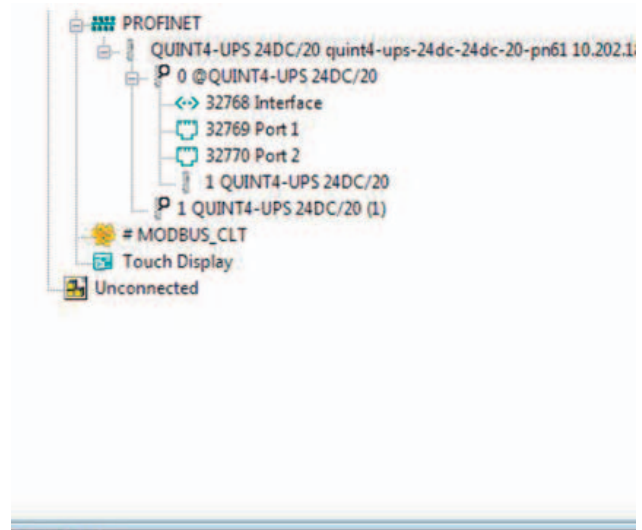 PROFINET
QUINT4-UPS 24DC/20 quint4-ups-24dc-24dc-20-pn61 10.202.18
0 @QUINT4-UPS 24DC/20
32768 Interface
32769 Port 1
32770 Port 2
1 QUINT4-UPS 24DC/20
1 QUINT4-UPS 24DC/20 (1)
# MODBUS_CLT
Touch Display
Unconnected